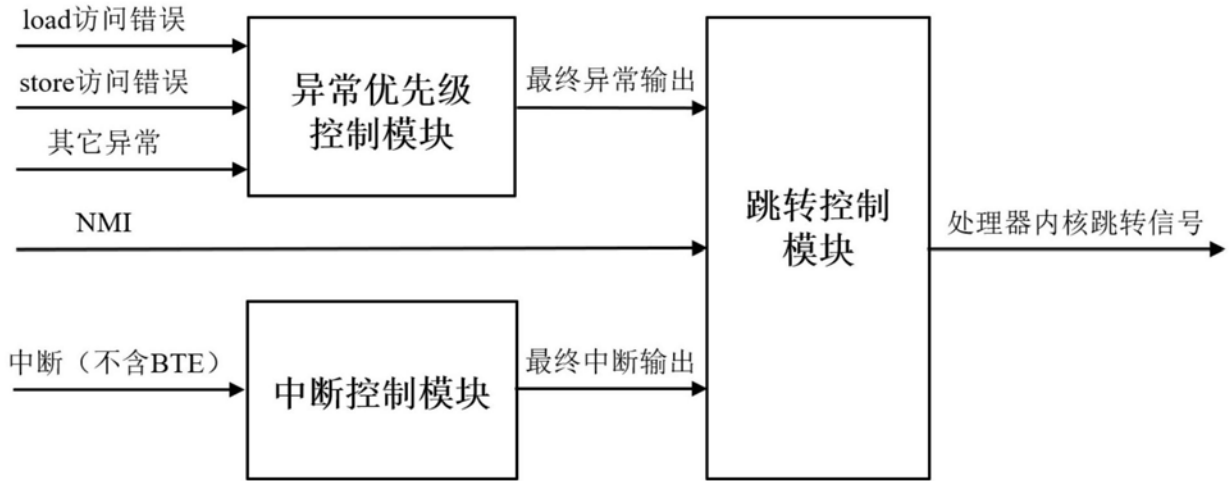 load访问错误
store访问错误
其它异常
异常优先级
控制模块
最终异常输出
NMI
跳转控制
模块
处理器内核跳转信号
中断（不含BTE）
中断控制模块
最终中断输出